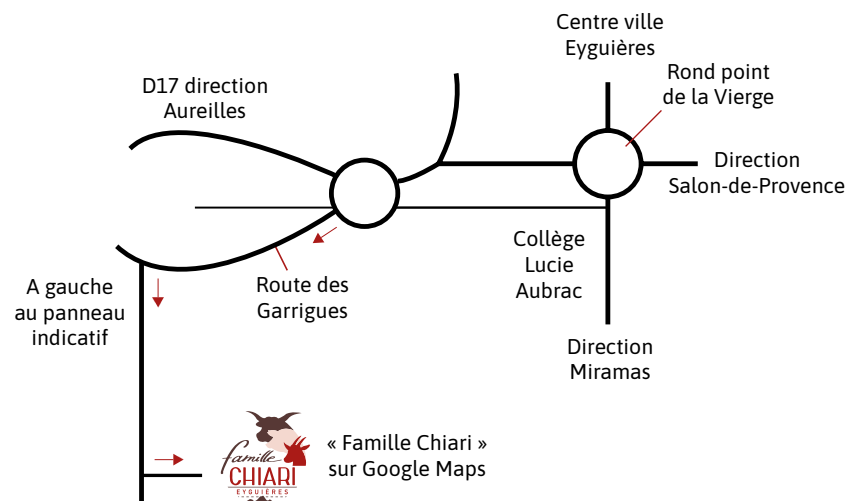 Centre ville
Eyguières
Rond point
de la Vierge
D17 direction
Aureilles
Direction
Salon-de-Provence
Collège
Lucie
Aubrac
Route des
Garrigues
A gauche
au panneau
indicatif
Direction
Miramas
« Famille Chiari »
sur Google Maps
famille
CHIARI
EYGUIÈRES